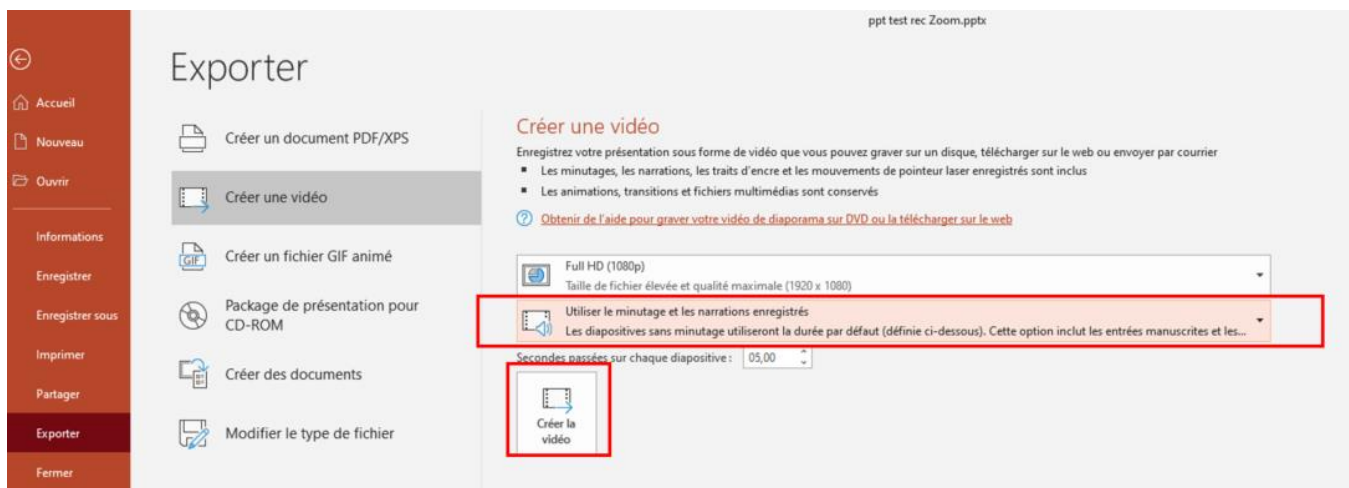 ppt test rec Zoom.pptx
Accueil
Nouveau
Ouvrir
Informations
Enregistrer
Enregistrer sous
Imprimer
Partager
Exporter
Fermer
Exporter
Créer un document PDF/XPS
Créer une vidéo
GIF
Créer un fichier GIF animé
Package de présentation pour
CD-ROM
Créer des documents
Modifier le type de fichier
Créer une vidéo
Enregistrez votre présentation sous forme de vidéo que vous pouvez graver sur un disque, télécharger sur le web ou envoyer par courrier
▪ Les minutages, les narrations, les traits d'encre et les mouvements de pointeur laser enregistrés sont inclus
▪ Les animations, transitions et fichiers multimédias sont conservés
? Obtenir de l'aide pour graver votre vidéo de diaporama sur DVD ou la télécharger sur le web
Full HD (1080p)
Taille de fichier élevée et qualité maximale (1920 x 1080)
Utiliser le minutage et les narrations enregistrés
Les diapositives sans minutage utiliseront la durée par défaut (définie ci-dessous). Cette option inclut les entrées manuscrites et les...
Secondes passées sur chaque diapositive : 05,00
Créer la
vidéo